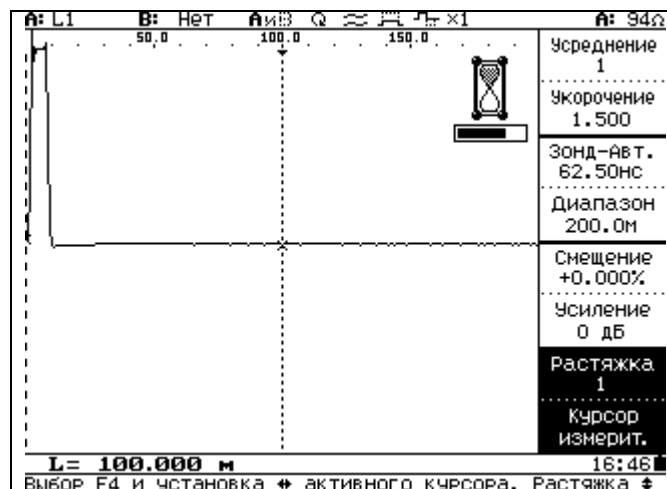 A: L1 B: Нет АиВ Q ×1 A: 94Ω
50.0 100.0 150.0
Усреднение
1
Укорочение
1.500
Зонд-Авт.
62.50нс
Диапазон
200.0м
Смещение
+0.000%
Усиление
0 дБ
Растяжка
1
Курсор
измерит.
L= 100.000 м 16:46
Выбор F4 и установка ↔ активного курсора. Растяжка ↕